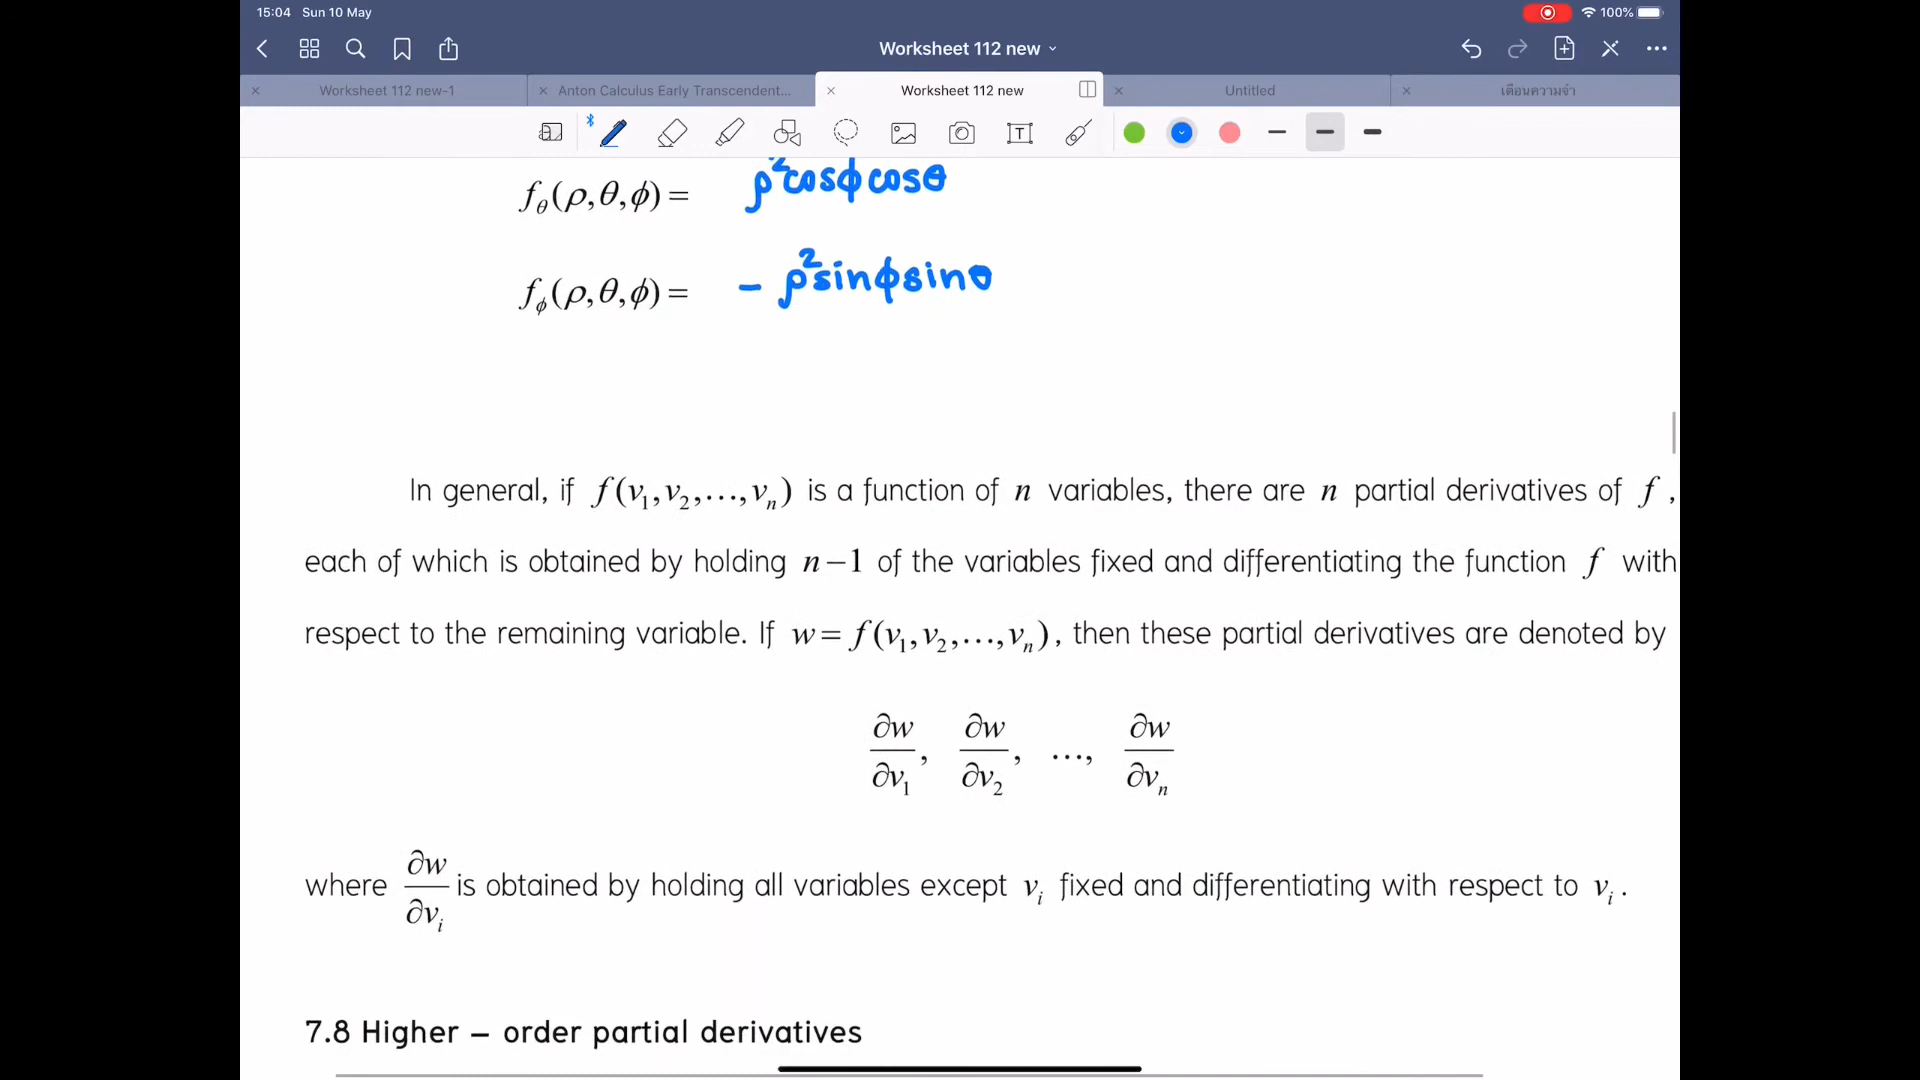 15:04 Sun 10 May 100%
Worksheet 112 new
Worksheet 112 new-1 Anton Calculus Early Transcendent... Worksheet 112 new Untitled เตือนความจำ
f_θ(ρ,θ,ϕ) = ρ²cosϕcosθ
f_ϕ(ρ,θ,ϕ) = - ρ²sinϕsinθ
In general, if f(v₁,v₂,…,vₙ) is a function of n variables, there are n partial derivatives of f ,
each of which is obtained by holding n−1 of the variables fixed and differentiating the function f with
respect to the remaining variable. If w = f(v₁,v₂,…,vₙ), then these partial derivatives are denoted by
∂w/∂v₁, ∂w/∂v₂, …, ∂w/∂vₙ
where ∂w/∂vᵢ is obtained by holding all variables except vᵢ fixed and differentiating with respect to vᵢ.
7.8 Higher – order partial derivatives